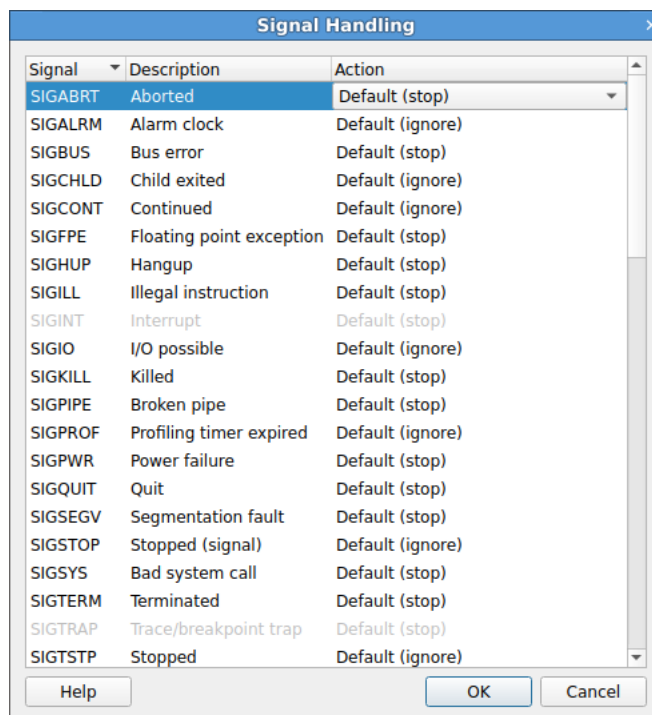 Signal Handling
Signal Description Action
SIGABRT Aborted Default (stop)
SIGALRM Alarm clock Default (ignore)
SIGBUS Bus error Default (stop)
SIGCHLD Child exited Default (ignore)
SIGCONT Continued Default (ignore)
SIGFPE Floating point exception Default (stop)
SIGHUP Hangup Default (stop)
SIGILL Illegal instruction Default (stop)
SIGINT Interrupt Default (stop)
SIGIO I/O possible Default (ignore)
SIGKILL Killed Default (stop)
SIGPIPE Broken pipe Default (stop)
SIGPROF Profiling timer expired Default (ignore)
SIGPWR Power failure Default (stop)
SIGQUIT Quit Default (stop)
SIGSEGV Segmentation fault Default (stop)
SIGSTOP Stopped (signal) Default (ignore)
SIGSYS Bad system call Default (stop)
SIGTERM Terminated Default (stop)
SIGTRAP Trace/breakpoint trap Default (stop)
SIGTSTP Stopped Default (ignore)
Help OK Cancel